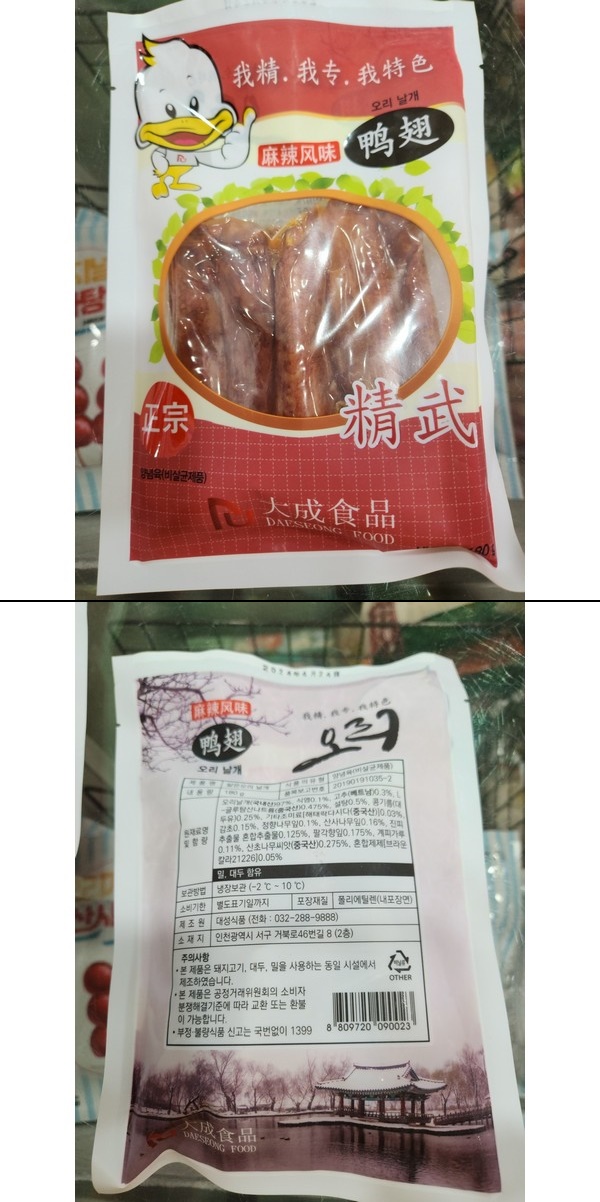 我精.我专.我特色
오리 날개
麻辣风味
鸭翅
正宗
精武
양념육(비살균제품)
大成食品
DAESEONG FOOD
麻辣风味
我精.我专.我特色
鸭翅
오리
오리 날개
제품명
식품의유형
양념육(비살균제품)
내용량
180g
품목보고번호
20190191035-2
원재료명 및 함량
오리날개(국내산)97%, 식염0.1%, 고추(베트남)0.3%, L
-글루탐산나트륨(중국산)0.475%, 설탕0.5%, 콩기름(대
두유)0.25%, 기타조미료[해태락다시다(중국산)]0.03%,
감초0.15%, 정향나무잎0.1%, 산사나무잎0.16%, 진피
추출물 혼합추출물0.125%, 팔각향잎0.175%, 계피가루
0.11%, 산초나무씨앗(중국산)0.275%, 혼합제제[브라운
칼라21226]0.05%
밀, 대두 함유
보관방법
냉장보관 (-2 ℃ ~ 10 ℃)
소비기한
별도표기일까지
포장재질
폴리에틸렌(내포장면)
제조원
대성식품 (전화 : 032-288-9888)
소재지
인천광역시 서구 거북로46번길 8 (2층)
주의사항
• 본 제품은 돼지고기, 대두, 밀을 사용하는 동일 시설에서
제조하였습니다.
• 본 제품은 공정거래위원회의 소비자
분쟁해결기준에 따라 교환 또는 환불
이 가능합니다.
• 부정·불량식품 신고는 국번없이 1399
OTHER
8 809720 090023
大成食品
DAESEONG FOOD